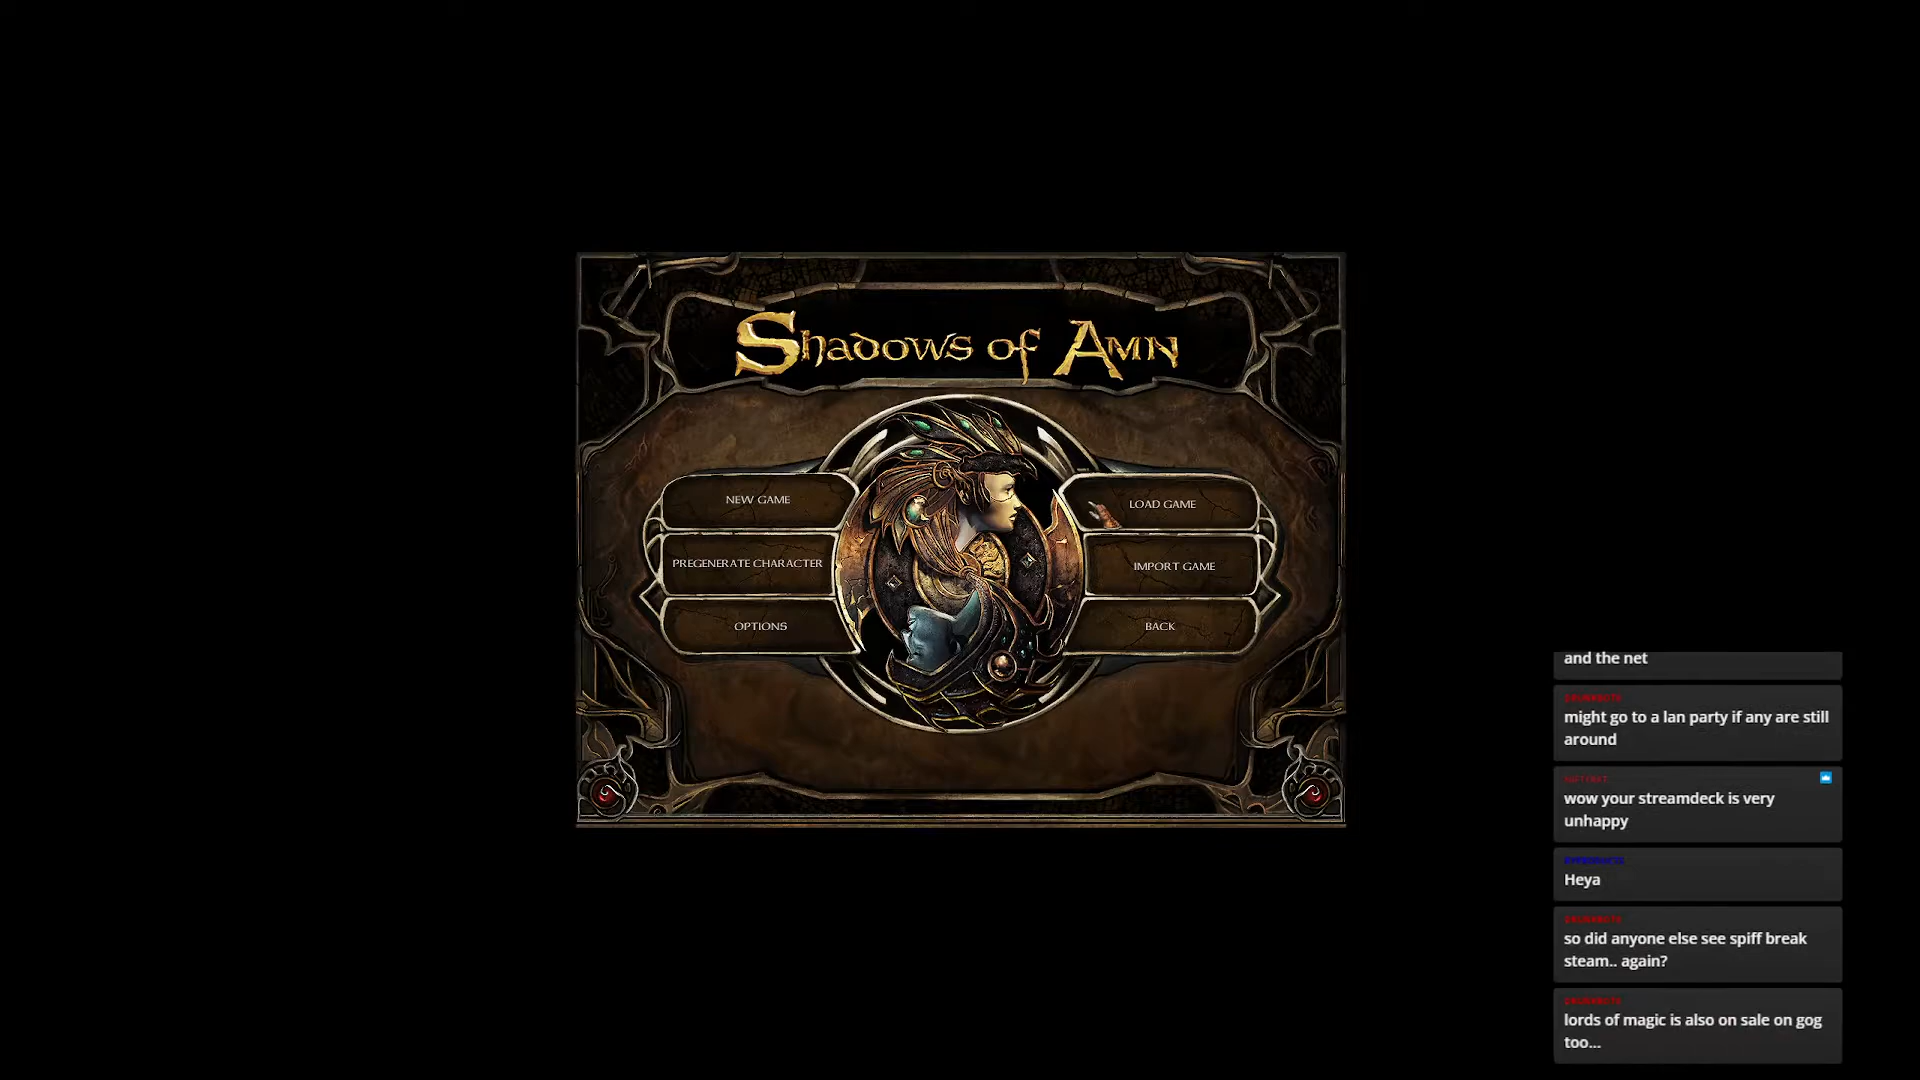 Shadows of Amn
NEW GAME
LOAD GAME
PREGENERATE CHARACTER
IMPORT GAME
OPTIONS
BACK
and the net
might go to a lan party if any are still
around
wow your streamdeck is very
unhappy
Heya
so did anyone else see spiff break
steam.. again?
lords of magic is also on sale on gog
too...